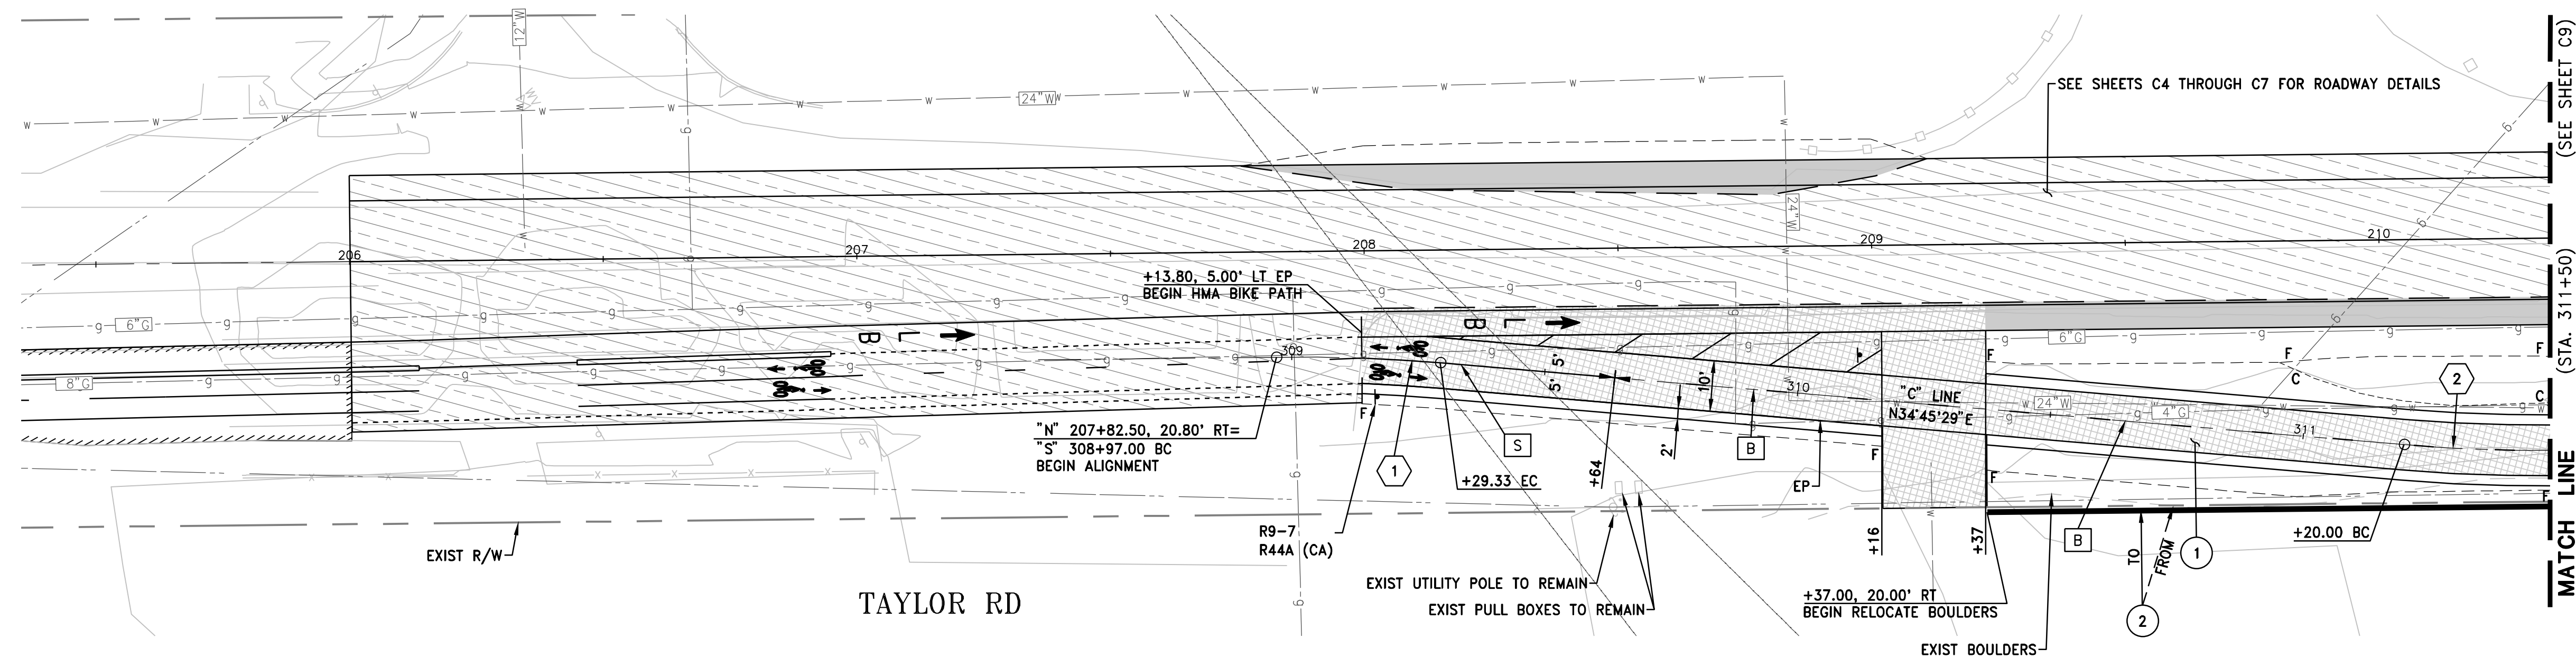 12"W
24"W
W
SEE SHEETS C4 THROUGH C7 FOR ROADWAY DETAILS
(SEE SHEET C9)
24"W
206
207
208
209
210
+13.80, 5.00' LT EP
BEGIN HMA BIKE PATH
6"G
8"G
g
BL
BL
309
5' 5'
10'
310
"C" LINE
N34°45'29"E
24"W
6"G
4"G
311
F
C
2
(STA. 311+50)
"N" 207+82.50, 20.80' RT=
"S" 308+97.00 BC
BEGIN ALIGNMENT
1
S
+29.33 EC
+64
2'
B
EP
F
+16
+37
B
1
+20.00 BC
TO
FROM
2
MATCH LINE
EXIST R/W
R9-7
R44A (CA)
EXIST UTILITY POLE TO REMAIN
EXIST PULL BOXES TO REMAIN
+37.00, 20.00' RT
BEGIN RELOCATE BOULDERS
EXIST BOULDERS
TAYLOR RD